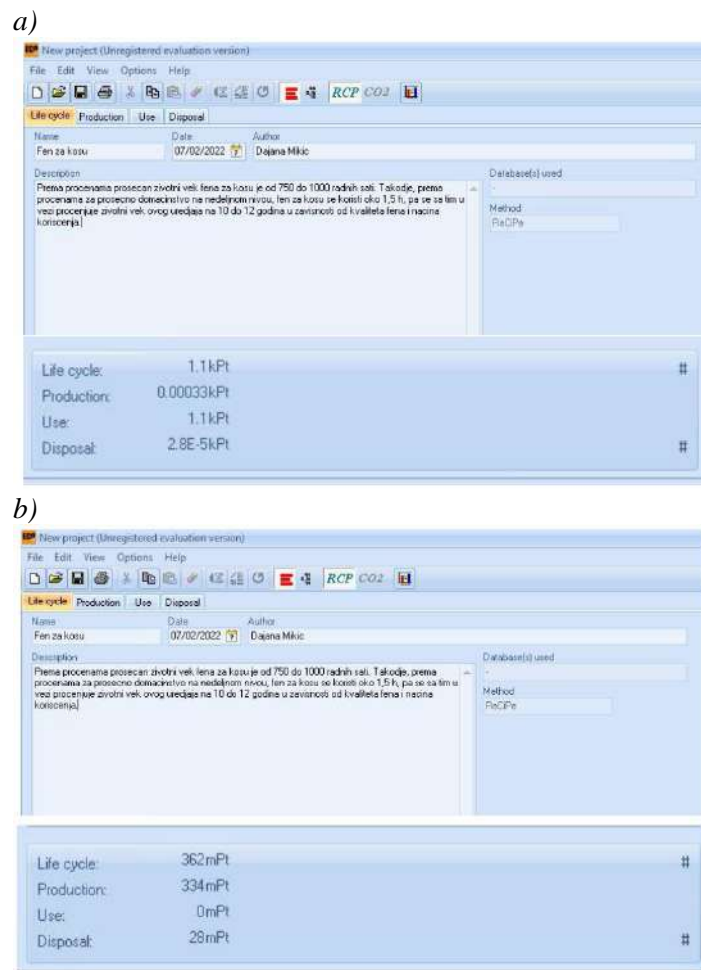 a)
New project (Unregistered evaluation version)
File Edit View Options Help
RCP CO2
Life cycle Production Use Disposal
Name Date Author
Fen za kosu 07/02/2022 7 Dajana Mikic
Description Database(s) used
Prema procenama prosecan zivotni vek fena za kosu je od 750 do 1000 radnih sati. Takodje, prema
procenama za prosecno domacinstvo na nedeljnom nivou, fen za kosu se koristi oko 1,5 h, pa se sa tim u
vezi procenjuje zivotni vek ovog uredjaja na 10 do 12 godina u zavisnosti od kvaliteta fena i nacina
koriscenja.
-
Method
ReCiPe
Life cycle: 1.1kPt #
Production: 0.00033kPt
Use: 1.1kPt
Disposal: 2.8E-5kPt #
b)
New project (Unregistered evaluation version)
File Edit View Options Help
RCP CO2
Life cycle Production Use Disposal
Name Date Author
Fen za kosu 07/02/2022 7 Dajana Mikic
Description Database(s) used
Prema procenama prosecan zivotni vek fena za kosu je od 750 do 1000 radnih sati. Takodje, prema
procenama za prosecno domacinstvo na nedeljnom nivou, fen za kosu se koristi oko 1,5 h, pa se sa tim u
vezi procenjuje zivotni vek ovog uredjaja na 10 do 12 godina u zavisnosti od kvaliteta fena i nacina
koriscenja.
-
Method
ReCiPe
Life cycle: 362mPt #
Production: 334mPt
Use: 0mPt
Disposal: 28mPt #